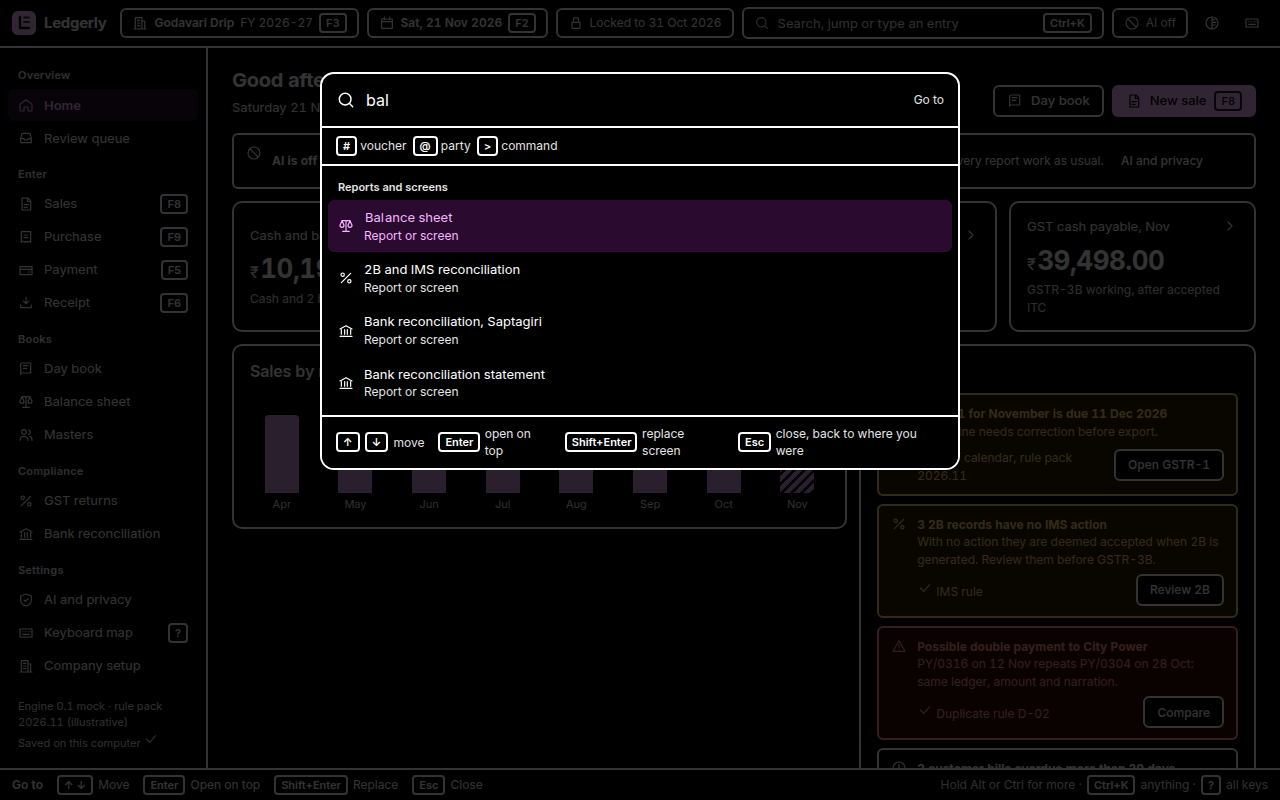 Ledgerly
Godavari Drip FY 2026-27 F3
Sat, 21 Nov 2026 F2
Locked to 31 Oct 2026
Search, jump or type an entry Ctrl+K
AI off
Overview
Home
Review queue
Enter
Sales F8
Purchase F9
Payment F5
Receipt F6
Books
Day book
Balance sheet
Masters
Compliance
GST returns
Bank reconciliation
Settings
AI and privacy
Keyboard map ?
Company setup
Engine 0.1 mock · rule pack
2026.11 (illustrative)
Saved on this computer
Good afte
Saturday 21 N
Day book
New sale F8
AI is off
very report work as usual. AI and privacy
Cash and b
₹10,19
Cash and 2
GST cash payable, Nov
₹39,498.00
GSTR-3B working, after accepted
ITC
bal Go to
# voucher @ party > command
Reports and screens
Balance sheet
Report or screen
2B and IMS reconciliation
Report or screen
Bank reconciliation, Saptagiri
Report or screen
Bank reconciliation statement
Report or screen
↑ ↓ move
Enter open on
top
Shift+Enter replace
screen
Esc close, back to where you
were
Sales by
Apr May Jun Jul Aug Sep Oct Nov
1 for November is due 11 Dec 2026
ne needs correction before export.
calendar, rule pack
2026.11
Open GSTR-1
3 2B records have no IMS action
With no action they are deemed accepted when 2B is
generated. Review them before GSTR-3B.
IMS rule
Review 2B
Possible double payment to City Power
PY/0316 on 12 Nov repeats PY/0304 on 28 Oct:
same ledger, amount and narration.
Duplicate rule D-02
Compare
Go to ↑ ↓ Move Enter Open on top Shift+Enter Replace Esc Close
Hold Alt or Ctrl for more · Ctrl+K anything · ? all keys